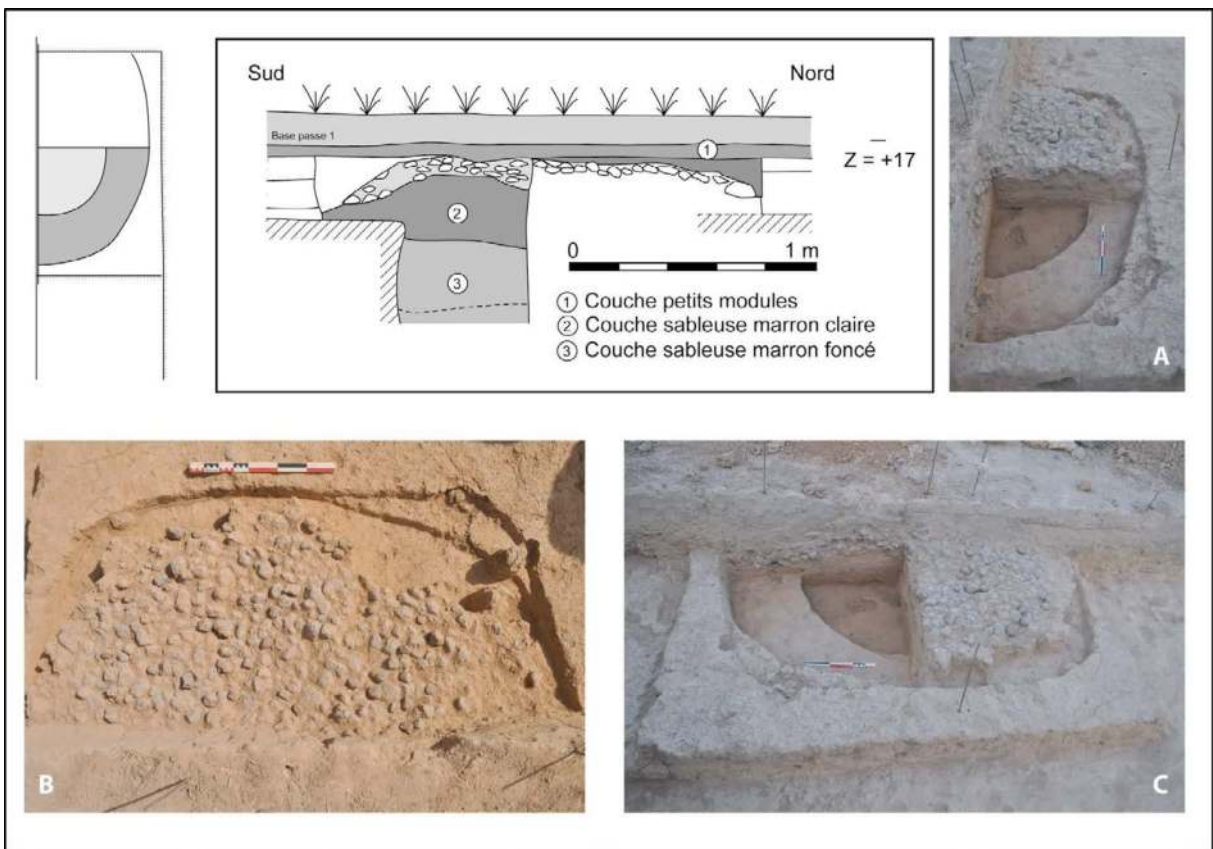 Sud
Nord
Base passe 1
1
Z = +17
2
3
0
1 m
1 Couche petits modules
2 Couche sableuse marron claire
3 Couche sableuse marron foncé
A
B
C